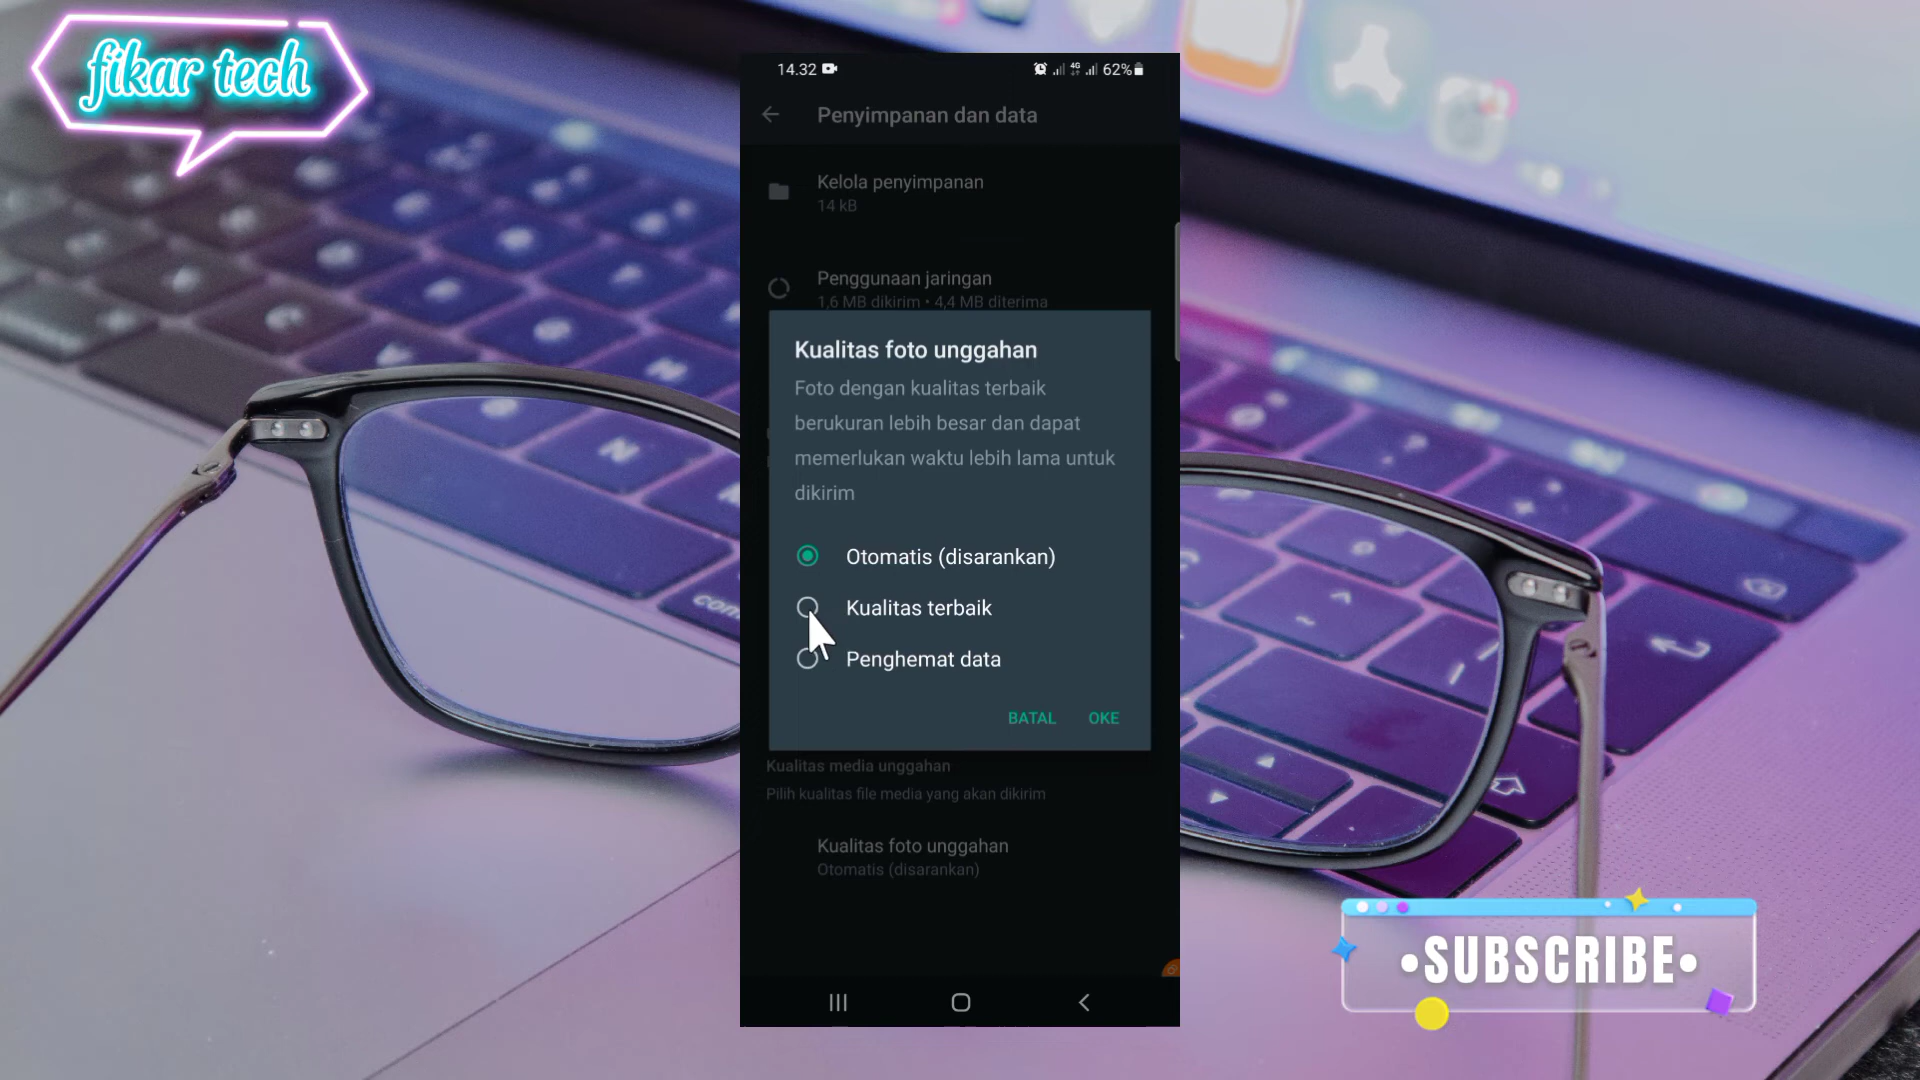 fikar tech
14.32
4G
62%
Penyimpanan dan data
Kelola penyimpanan
14 kB
Penggunaan jaringan
1,6 MB dikirim • 4,4 MB diterima
Kualitas foto unggahan
Foto dengan kualitas terbaik
berukuran lebih besar dan dapat
memerlukan waktu lebih lama untuk
dikirim
Otomatis (disarankan)
Kualitas terbaik
Penghemat data
BATAL OKE
Kualitas media unggahan
Pilih kualitas file media yang akan dikirim
Kualitas foto unggahan
Otomatis (disarankan)
•SUBSCRIBE•